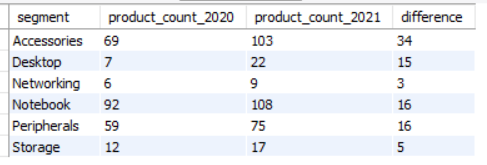 segment product_count_2020 product_count_2021 difference
Accessories 69 103 34
Desktop 7 22 15
Networking 6 9 3
Notebook 92 108 16
Peripherals 59 75 16
Storage 12 17 5